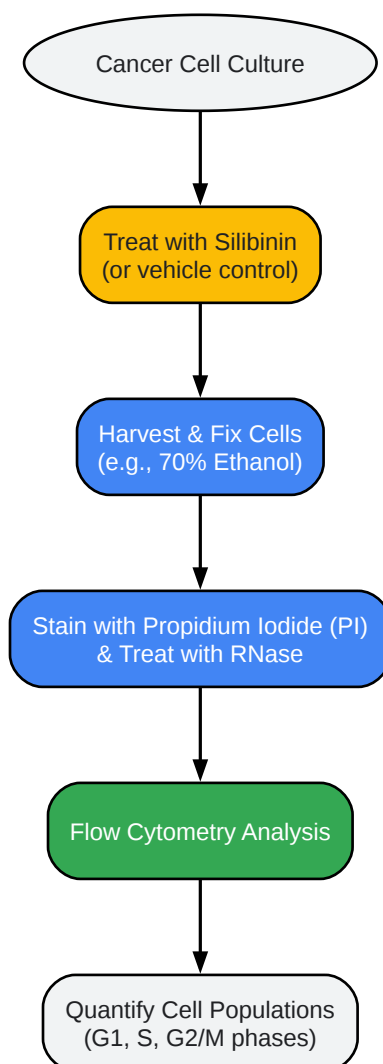 Cancer Cell Culture
Treat with Silibinin
(or vehicle control)
Harvest & Fix Cells
(e.g., 70% Ethanol)
Stain with Propidium Iodide (PI)
& Treat with RNase
Flow Cytometry Analysis
Quantify Cell Populations
(G1, S, G2/M phases)